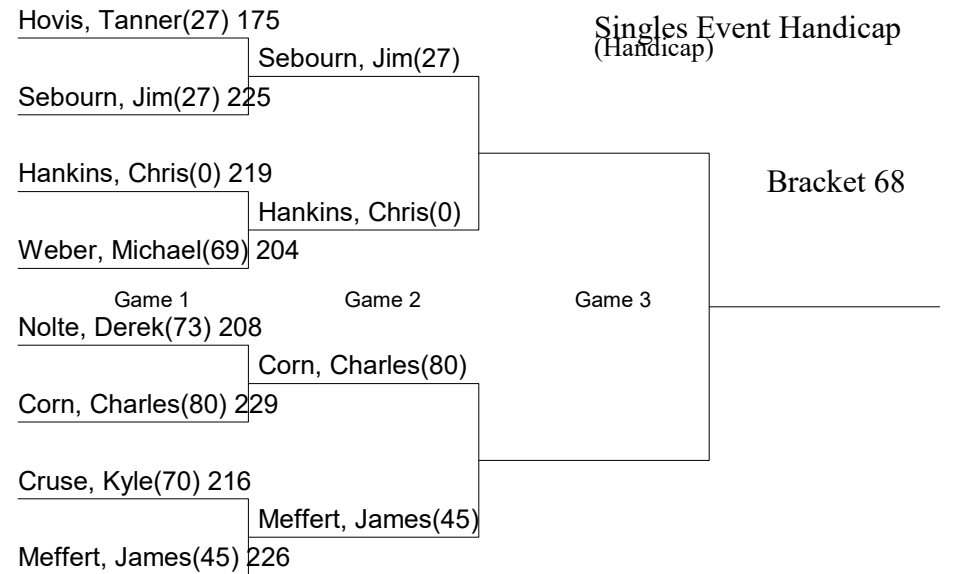 Hovis, Tanner(27) 175
Singles Event Handicap
(Handicap)
Sebourn, Jim(27)
Sebourn, Jim(27) 225
Hankins, Chris(0) 219
Bracket 68
Hankins, Chris(0)
Weber, Michael(69) 204
Game 1
Game 2
Game 3
Nolte, Derek(73) 208
Corn, Charles(80)
Corn, Charles(80) 229
Cruse, Kyle(70) 216
Meffert, James(45)
Meffert, James(45) 226